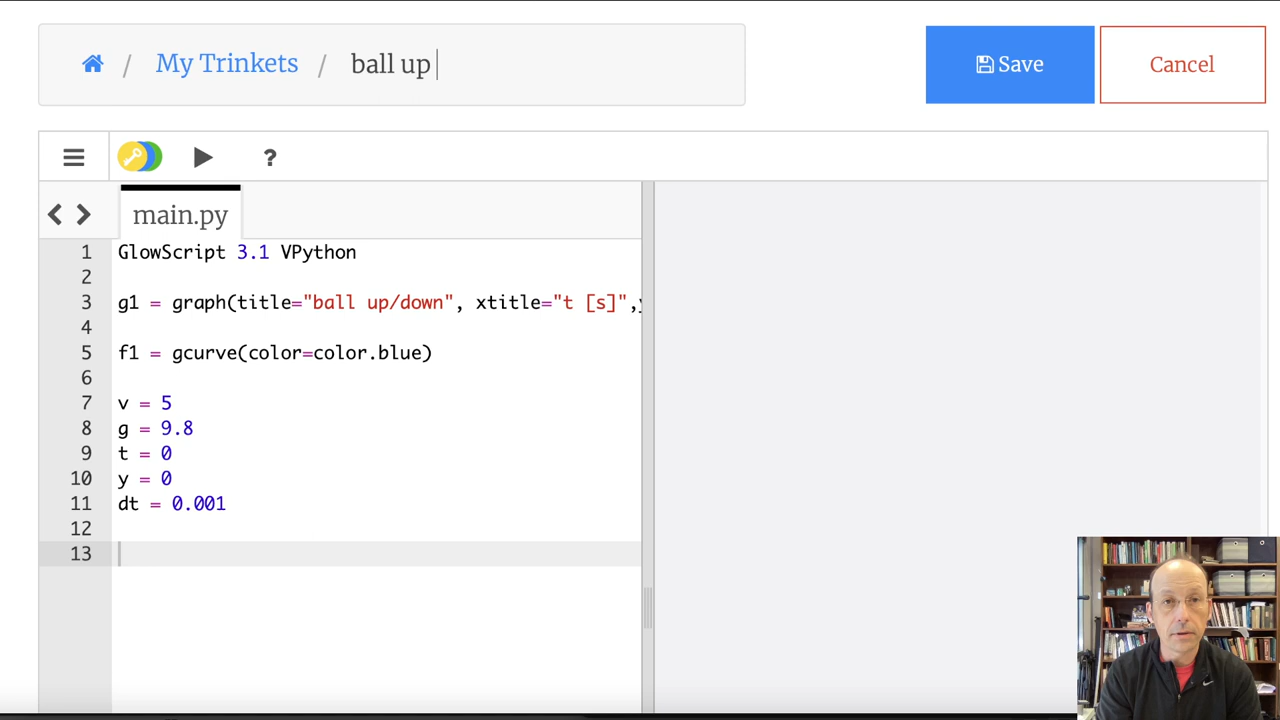 / My Trinkets / ball up
Save
Cancel
?
main.py
1 GlowScript 3.1 VPython
2
3 g1 = graph(title="ball up/down", xtitle="t [s]",
4
5 f1 = gcurve(color=color.blue)
6
7 v = 5
8 g = 9.8
9 t = 0
10 y = 0
11 dt = 0.001
12
13